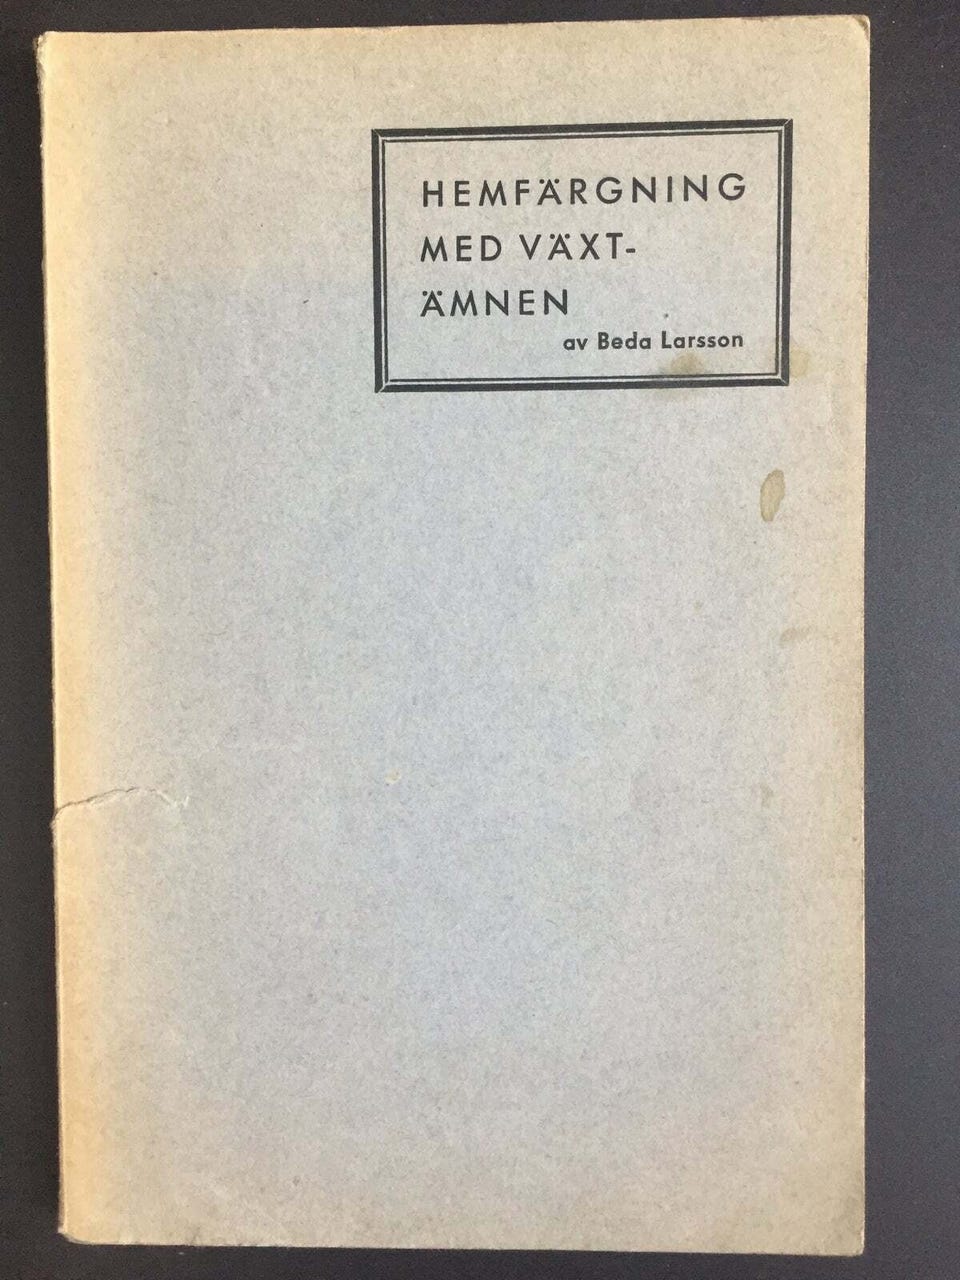 HEMFÄRGNING
MED VÄXT-
ÄMNEN
av Beda Larsson